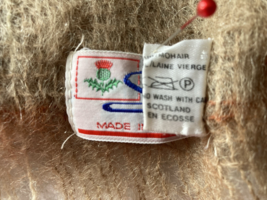 MOHAIR
LAINE VIERGE
P
WASH WITH CA
SCOTLAND
EN ECOSSE
MADE I